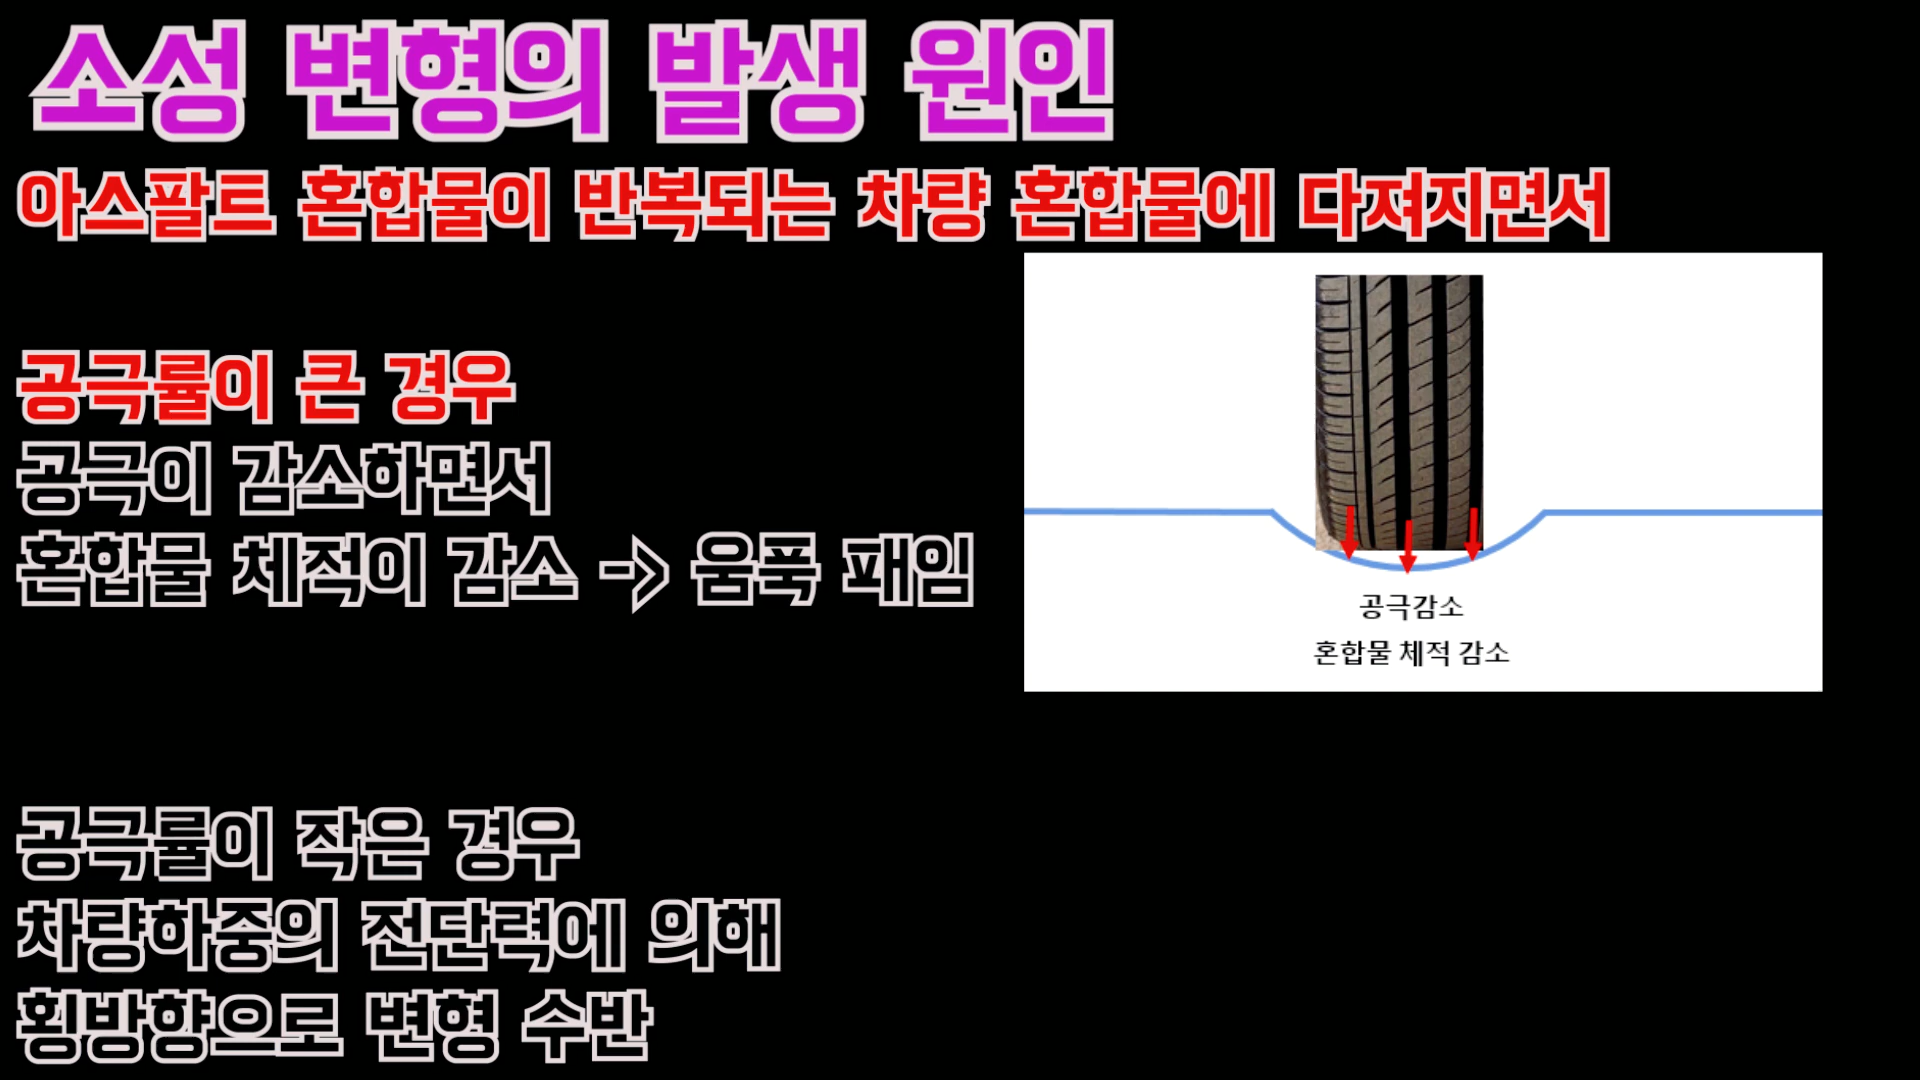 소성 변형의 발생 원인
아스팔트 혼합물이 반복되는 차량 혼합물에 다져지면서
공극률이 큰 경우
공극이 감소하면서
혼합물 체적이 감소 -> 움푹 패임
공극감소
혼합물 체적 감소
공극률이 작은 경우
차량하중의 전단력에 의해
횡방향으로 변형 수반